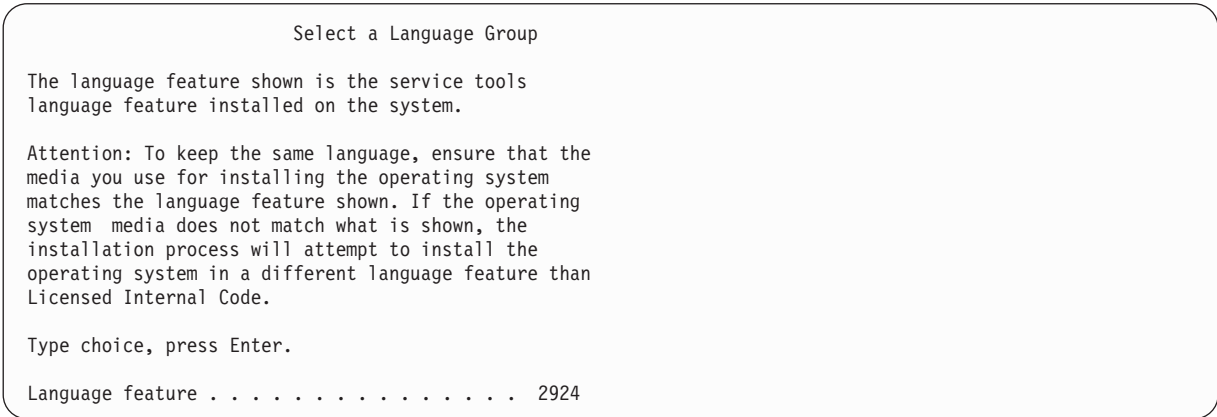 Select a Language Group
The language feature shown is the service tools
language feature installed on the system.
Attention: To keep the same language, ensure that the
media you use for installing the operating system
matches the language feature shown. If the operating
system  media does not match what is shown, the
installation process will attempt to install the
operating system in a different language feature than
Licensed Internal Code.
Type choice, press Enter.
Language feature . . . . . . . . . . . . . . . 2924